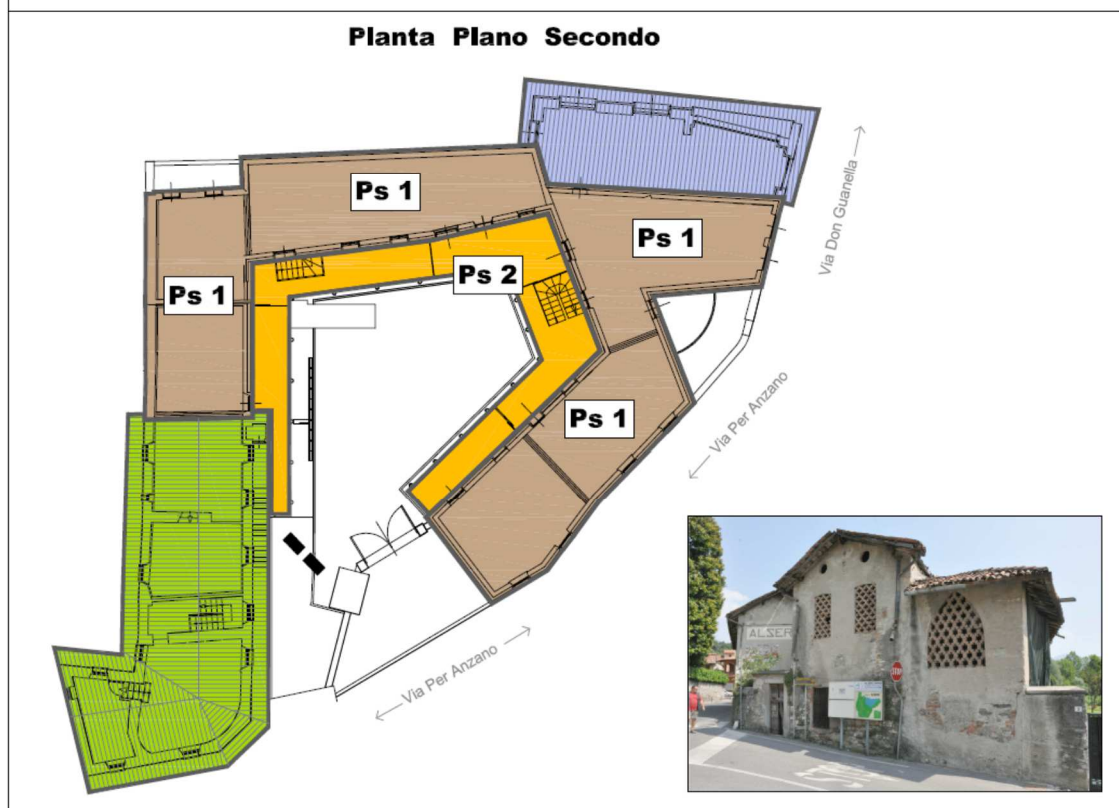 Planta Plano Secondo
Ps 1
Ps 1
Ps 2
Ps 1
Ps 1
Via Don Guanella
Via Per Anzano
Via Per Anzano
ALSER
STOP